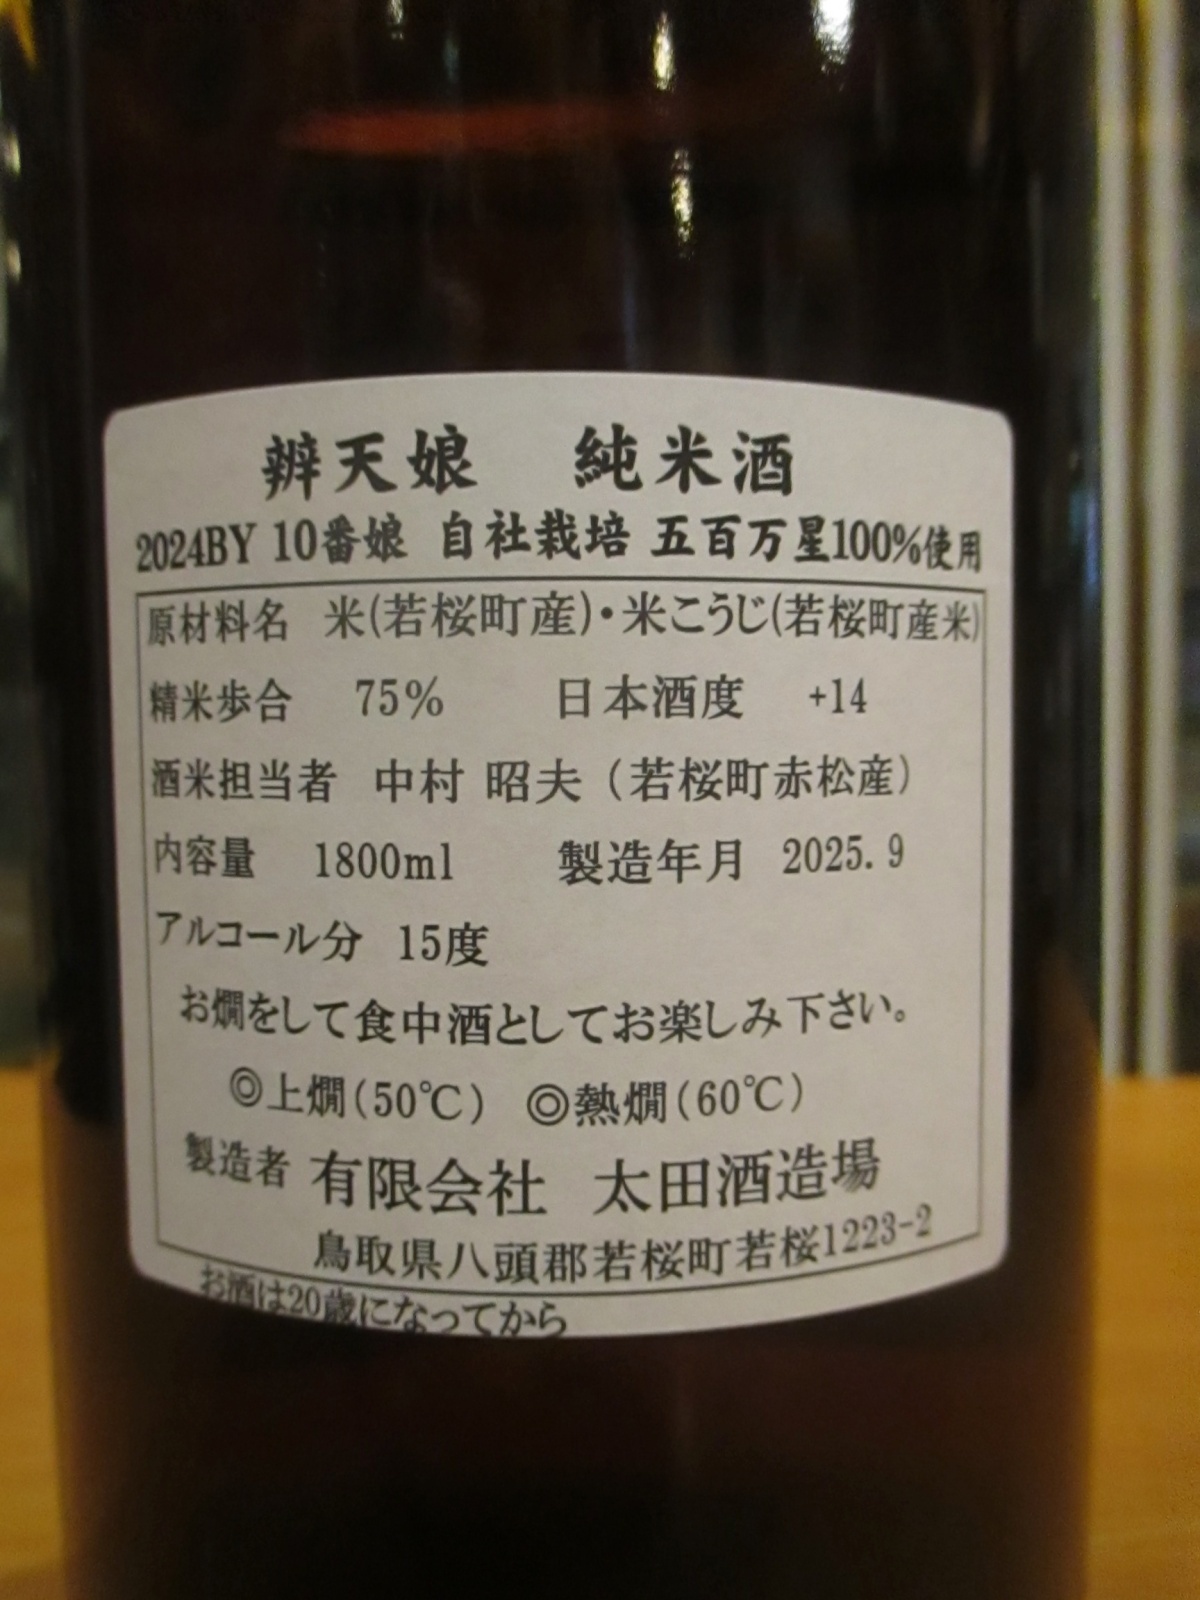 辨天娘 純米酒
2024BY 10番娘 自社栽培 五百万星100%使用
原材料名 米(若桜町産)・米こうじ(若桜町産米)
精米歩合 75% 日本酒度 +14
酒米担当者 中村 昭夫 (若桜町赤松産)
内容量 1800ml 製造年月 2025.9
アルコール分 15度
お燗をして食中酒としてお楽しみ下さい。
◎上燗(50℃) ◎熱燗(60℃)
製造者 有限会社 太田酒造場
鳥取県八頭郡若桜町若桜1223-2
お酒は20歳になってから